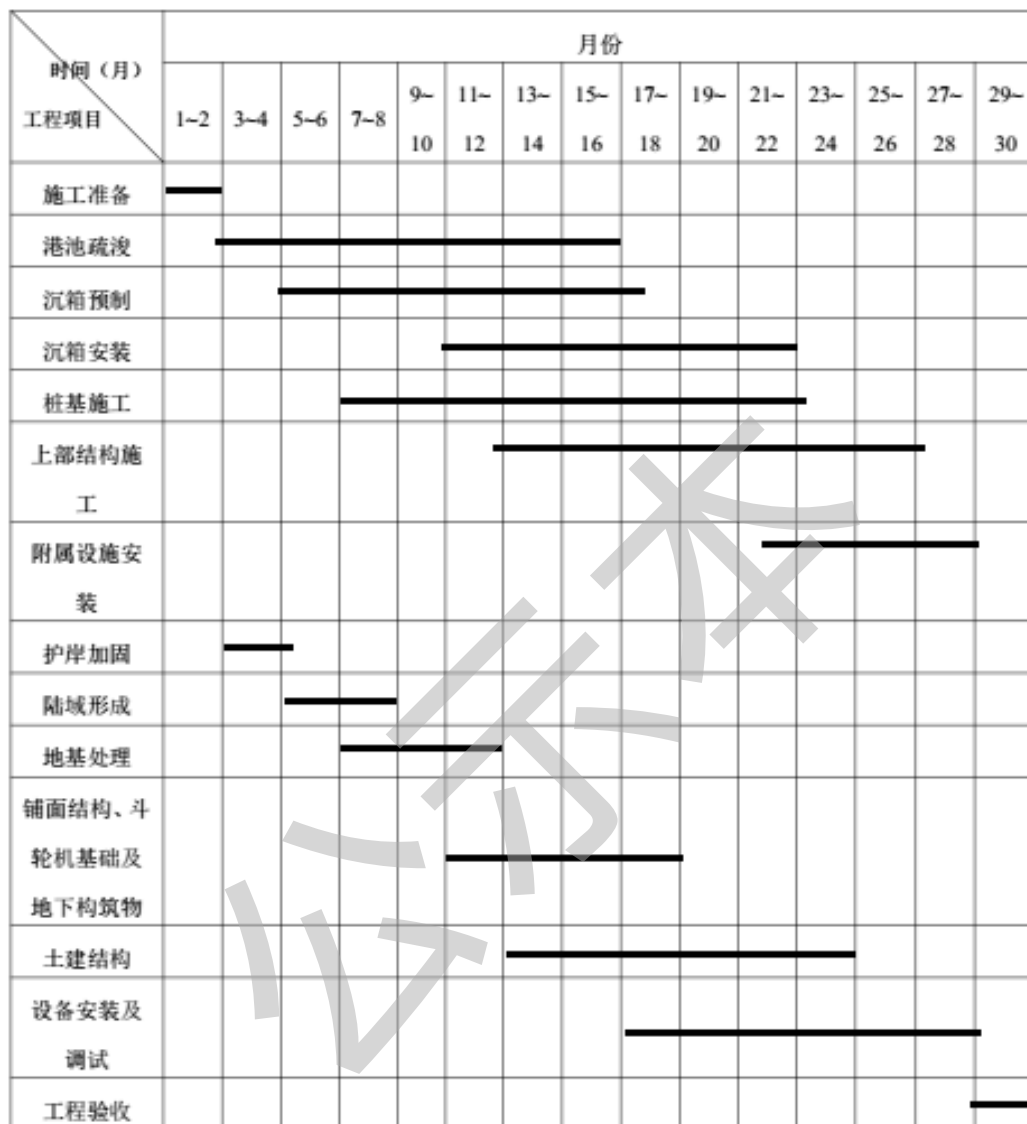 月份
时间（月）
工程项目
1~2 3~4 5~6 7~8 9~ 11~ 13~ 15~ 17~ 19~ 21~ 23~ 25~ 27~ 29~
10 12 14 16 18 20 22 24 26 28 30
施工准备
港池疏浚
沉箱预制
沉箱安装
桩基施工
上部结构施
工
附属设施安
装
护岸加固
陆域形成
地基处理
铺面结构、斗
轮机基础及
地下构筑物
土建结构
设备安装及
调试
工程验收
公示本